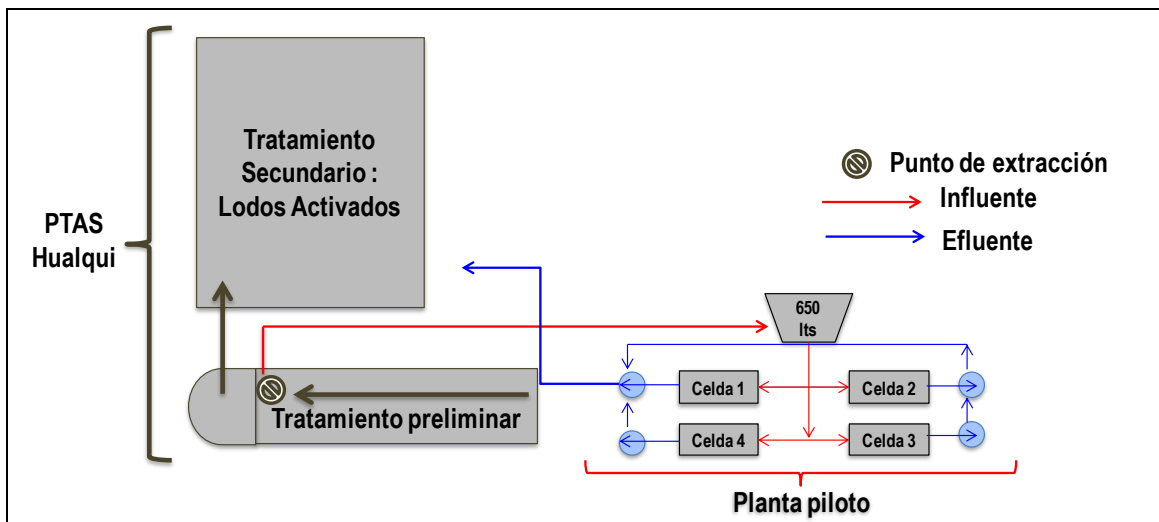 Tratamiento
Secundario :
Lodos Activados
PTAS
Hualqui
Tratamiento preliminar
Punto de extracción
Influente
Efluente
650
lts
Celda 1
Celda 2
Celda 4
Celda 3
Planta piloto